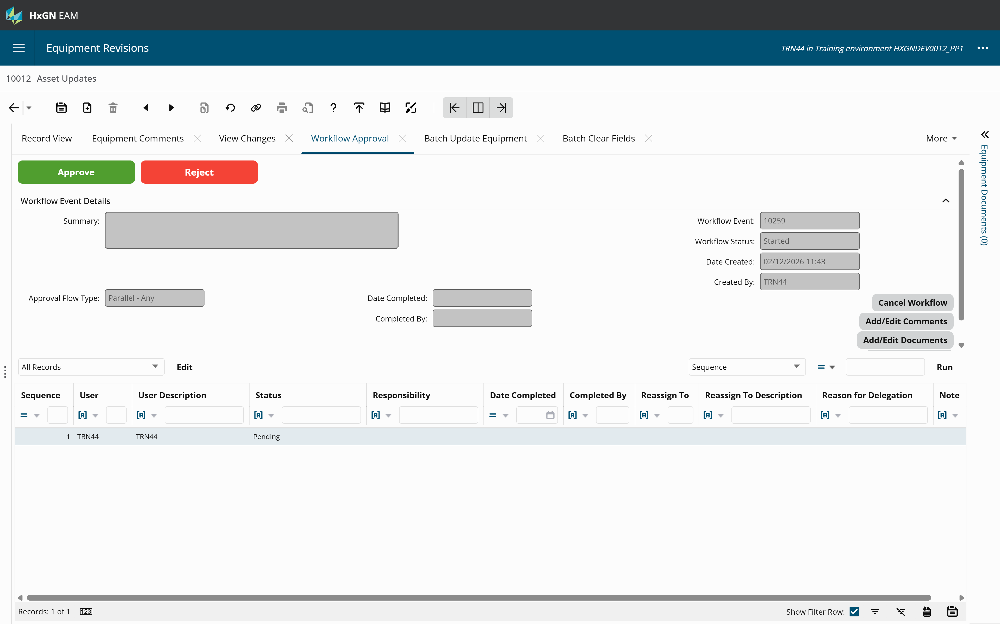 HxGN EAM
Equipment Revisions
TRN44 in Training environment HXGNDEV0012_PP1
10012 Asset Updates
Record View
Equipment Comments
View Changes
Workflow Approval
Batch Update Equipment
Batch Clear Fields
More
Equipment Documents (0)
Approve
Reject
Workflow Event Details
Summary:
Workflow Event: 10259
Workflow Status: Started
Date Created: 02/12/2026 11:43
Created By: TRN44
Approval Flow Type: Parallel - Any
Date Completed:
Completed By:
Cancel Workflow
Add/Edit Comments
Add/Edit Documents
All Records
Edit
Sequence
=
Run
Sequence User User Description Status Responsibility Date Completed Completed By Reassign To Reassign To Description Reason for Delegation Note
= [A] [A] [A] [A] = [A] [A] [A] [A] [A]
1 TRN44 TRN44 Pending
Records: 1 of 1
123
Show Filter Row: